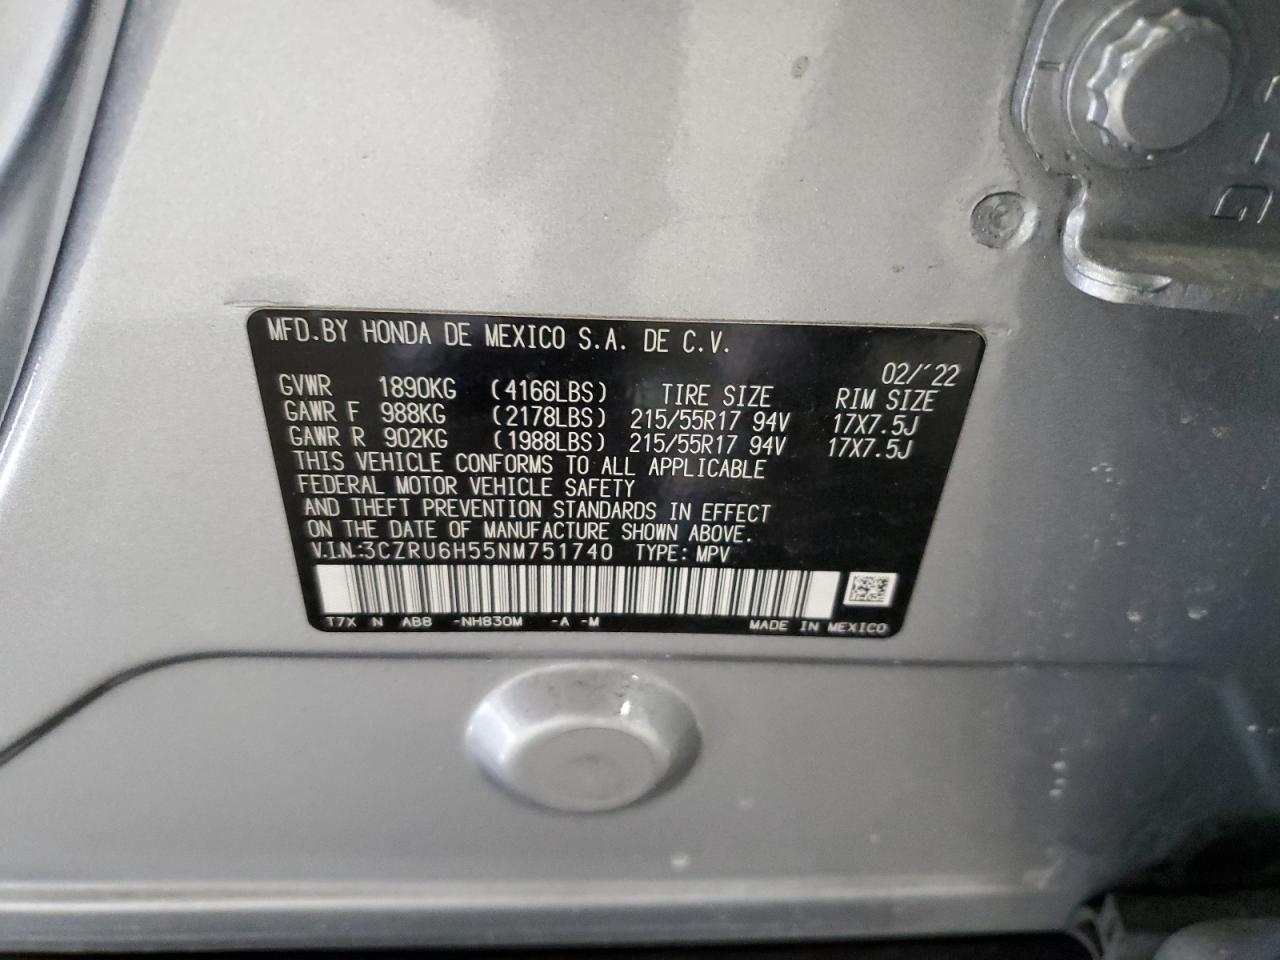 MFD.BY HONDA DE MEXICO S.A. DE C.V.
02/'22
GVWR 1890KG (4166LBS) TIRE SIZE RIM SIZE
GAWR F 988KG (2178LBS) 215/55R17 94V 17X7.5J
GAWR R 902KG (1988LBS) 215/55R17 94V 17X7.5J
THIS VEHICLE CONFORMS TO ALL APPLICABLE
FEDERAL MOTOR VEHICLE SAFETY
AND THEFT PREVENTION STANDARDS IN EFFECT
ON THE DATE OF MANUFACTURE SHOWN ABOVE.
V.I.N.:3CZRU6H55NM751740 TYPE: MPV
T7X N AB8 -NH830M -A -M MADE IN MEXICO